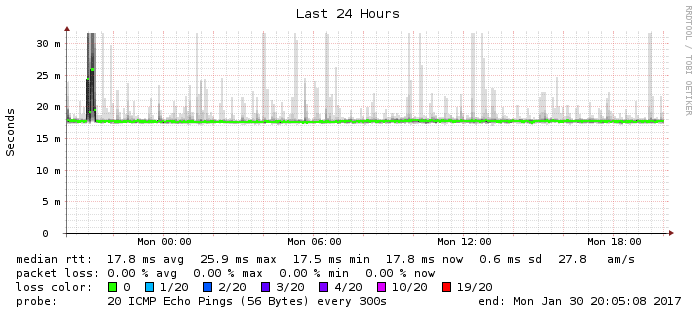 Last 24 Hours
RRDTOOL / TOBI OETIKER
Seconds
30 m
25 m
20 m
15 m
10 m
5 m
0
Mon 00:00 Mon 06:00 Mon 12:00 Mon 18:00
median rtt: 17.8 ms avg 25.9 ms max 17.5 ms min 17.8 ms now 0.6 ms sd 27.8 am/s
packet loss: 0.00 % avg 0.00 % max 0.00 % min 0.00 % now
loss color: 0 1/20 2/20 3/20 4/20 10/20 19/20
probe: 20 ICMP Echo Pings (56 Bytes) every 300s end: Mon Jan 30 20:05:08 2017